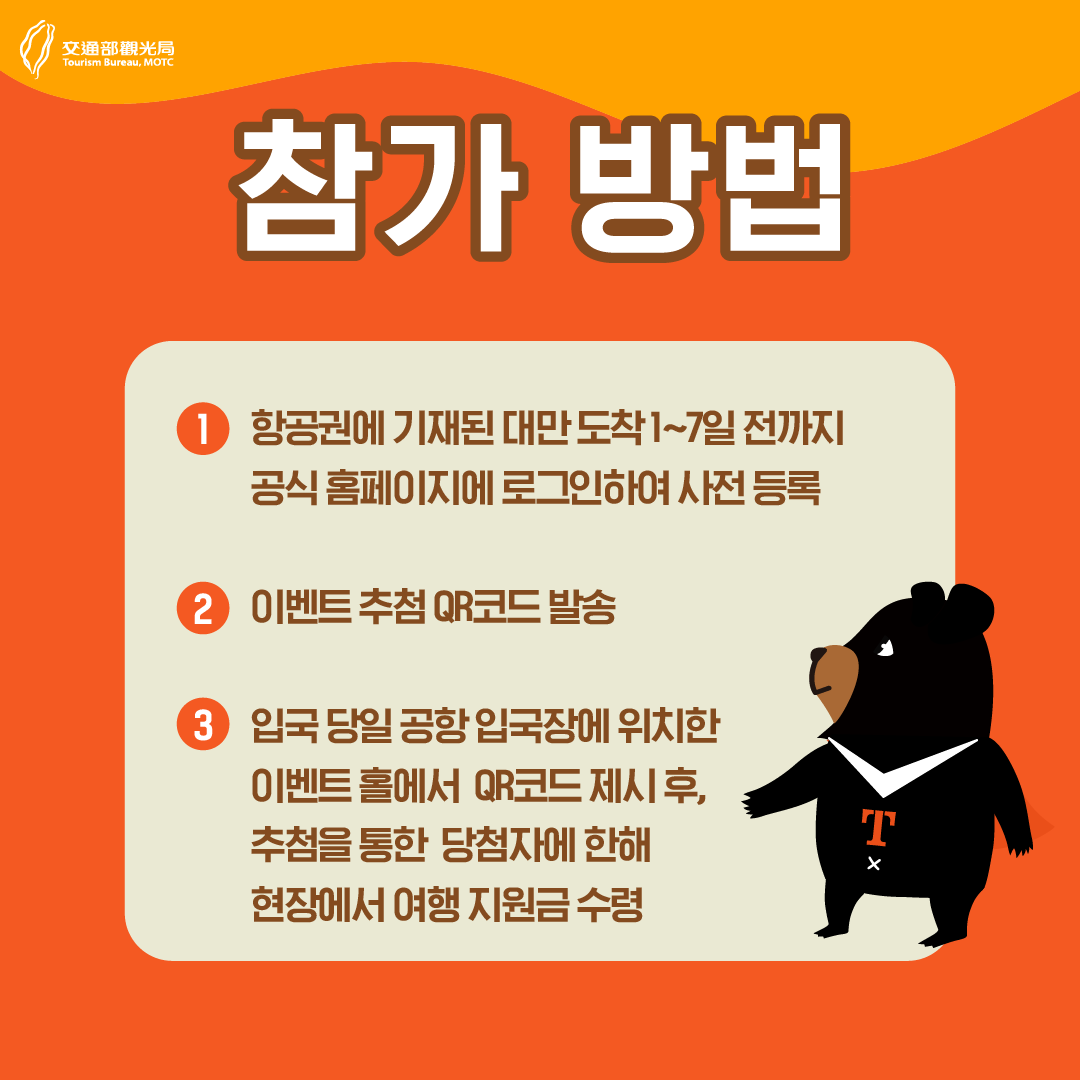 交通部觀光局
Tourism Bureau, MOTC
참가 방법
1 항공권에 기재된 대만 도착 1~7일 전까지
공식 홈페이지에 로그인하여 사전 등록
2 이벤트 추첨 QR코드 발송
3 입국 당일 공항 입국장에 위치한
이벤트 홀에서 QR코드 제시 후,
추첨을 통한 당첨자에 한해
현장에서 여행 지원금 수령
T